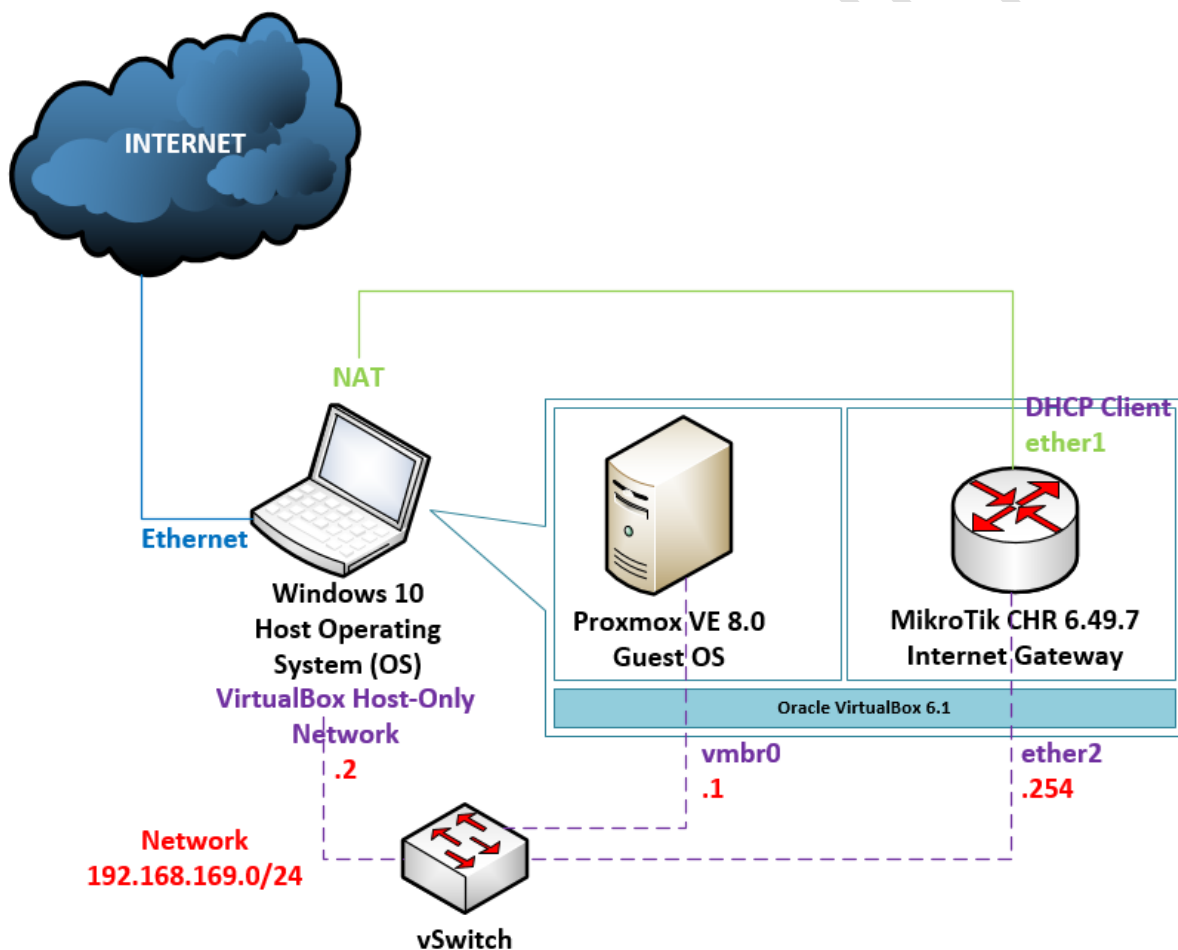 INTERNET
NAT
DHCP Client
ether1
Ethernet
Windows 10
Host Operating
System (OS)
VirtualBox Host-Only
Network
.2
Proxmox VE 8.0
Guest OS
MikroTik CHR 6.49.7
Internet Gateway
Oracle VirtualBox 6.1
vmbr0
.1
ether2
.254
Network
192.168.169.0/24
vSwitch